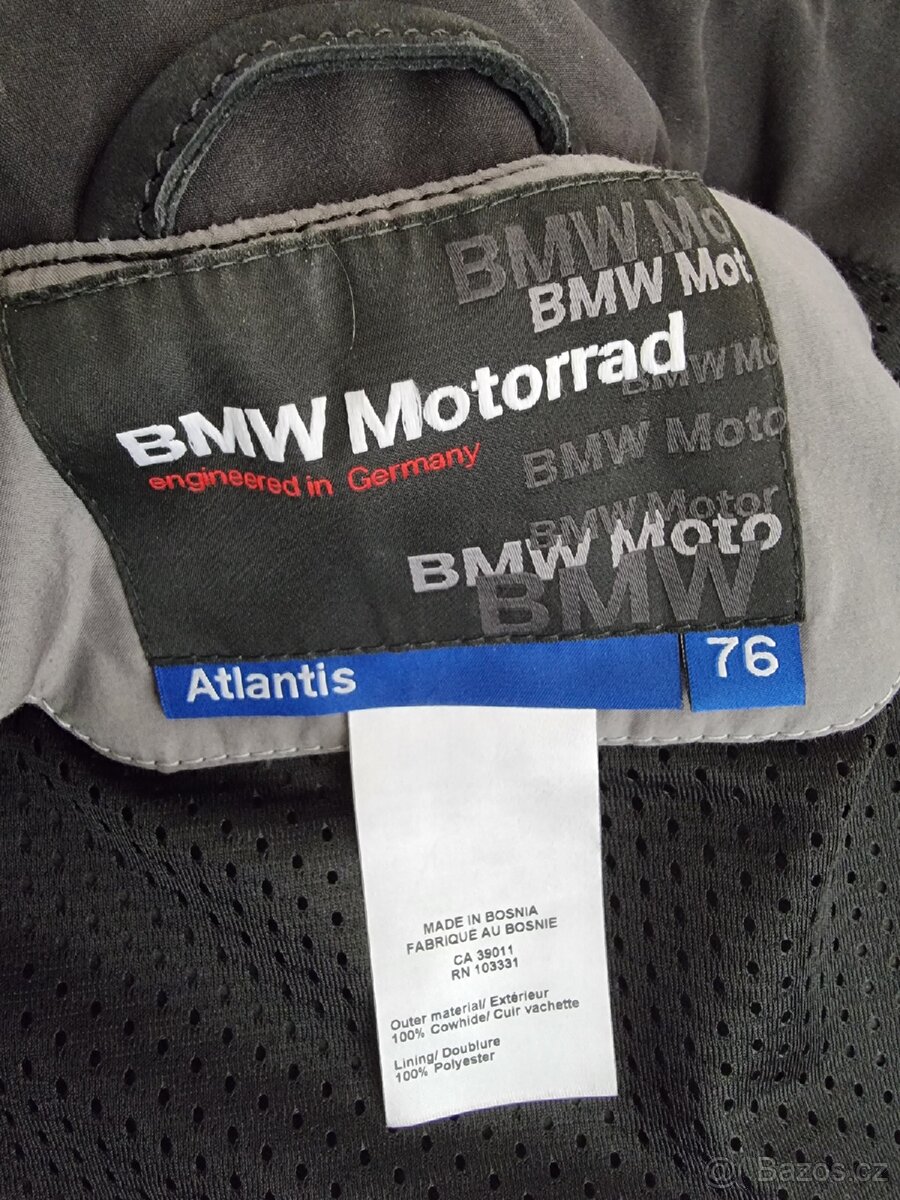 BMW Mo
BMW Mot
BMW Motorrad
BMW Mo
engineered in Germany
BMW Moto
BMW Motor
BMW Moto
BMW
Atlantis
76
MADE IN BOSNIA
FABRIQUE AU BOSNIE
CA 39011
RN 103331
Outer material/ Extérieur
100% Cowhide/ Cuir vachette
Lining/ Doublure
100% Polyester
© Bazos.cz